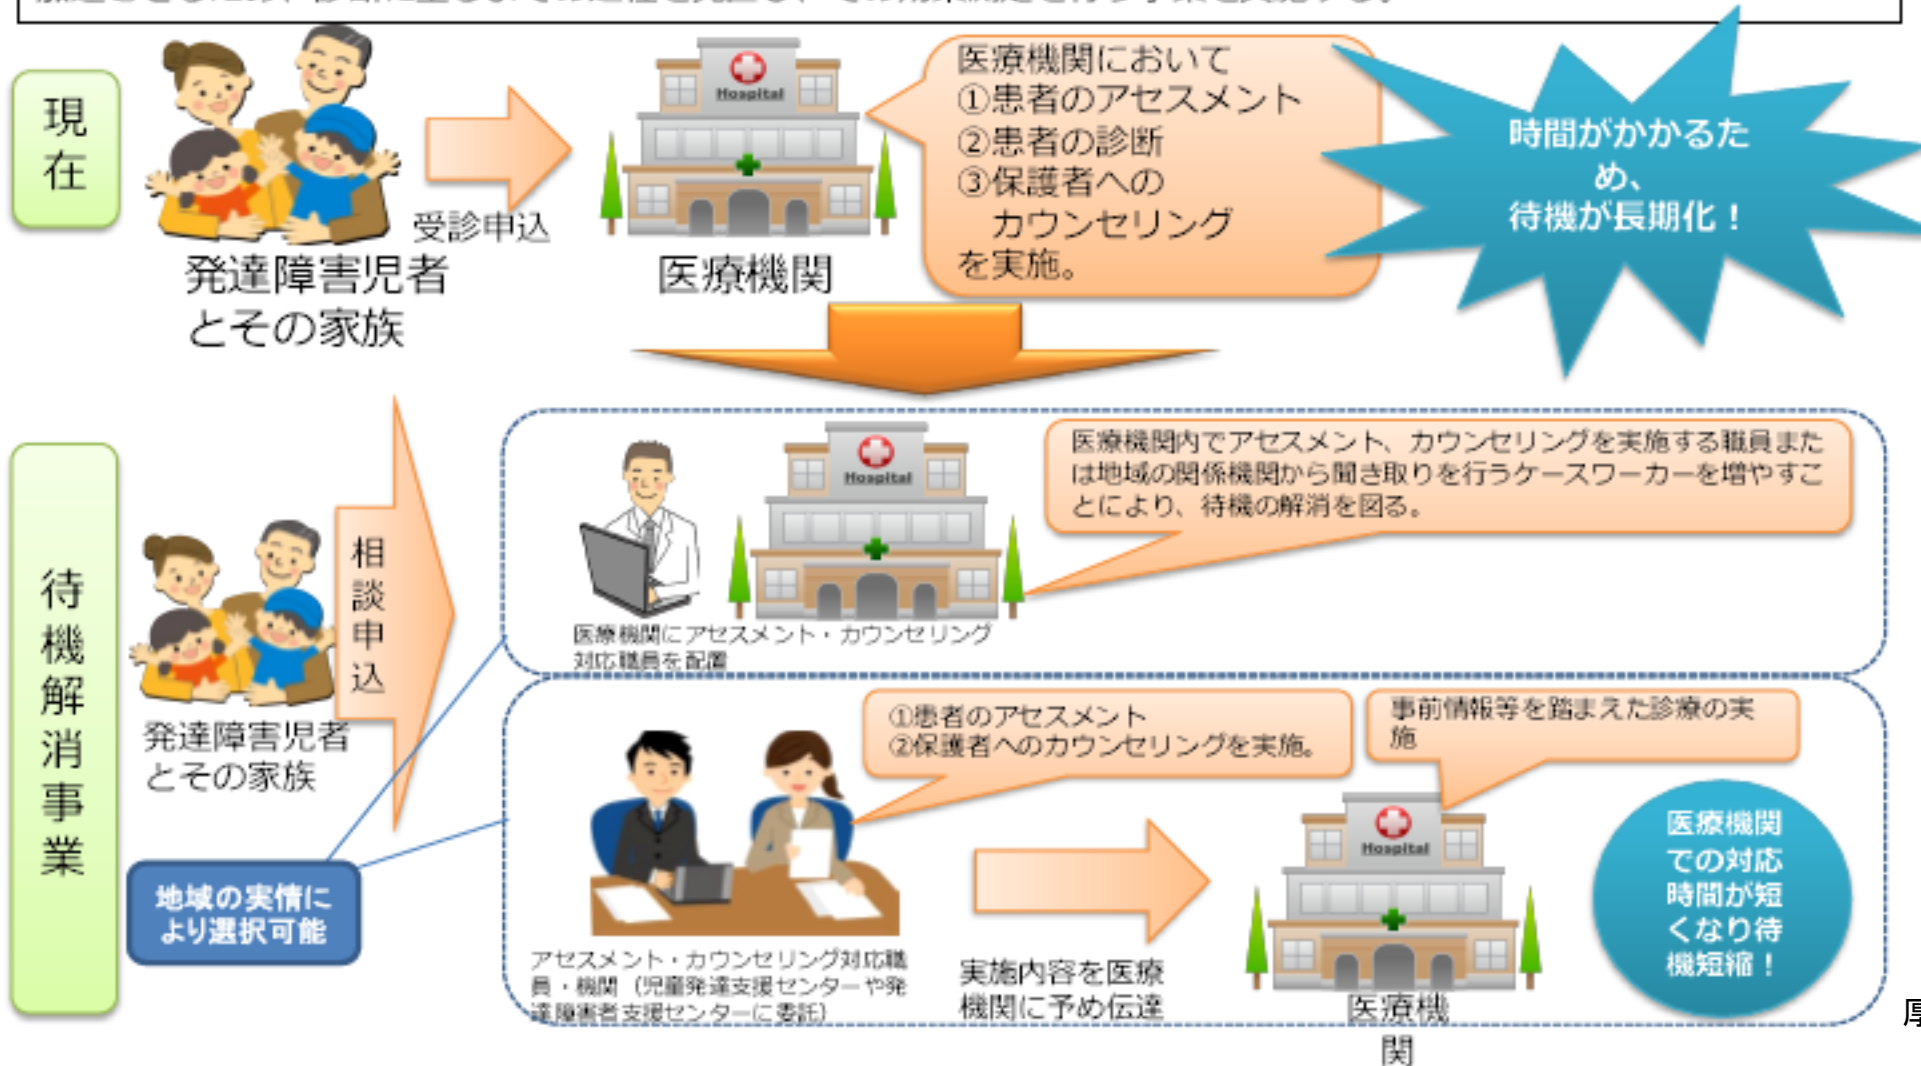 現在
発達障害児者
とその家族
受診申込
Hospital
医療機関
医療機関において
①患者のアセスメント
②患者の診断
③保護者への
カウンセリング
を実施。
時間がかかるた
め、
待機が長期化！
待機解消事業
発達障害児者
とその家族
相談申込
地域の実情に
より選択可能
Hospital
医療機関にアセスメント・カウンセリング
対応職員を配置
医療機関内でアセスメント、カウンセリングを実施する職員また
は地域の関係機関から聞き取りを行うケースワーカーを増やすこ
とにより、待機の解消を図る。
①患者のアセスメント
②保護者へのカウンセリングを実施。
アセスメント・カウンセリング対応職
員・機関（児童発達支援センターや発
達障害者支援センターに委託）
実施内容を医療
機関に予め伝達
事前情報等を踏まえた診療の実
施
Hospital
医療機
関
医療機関
での対応
時間が短
くなり待
機短縮！
厚